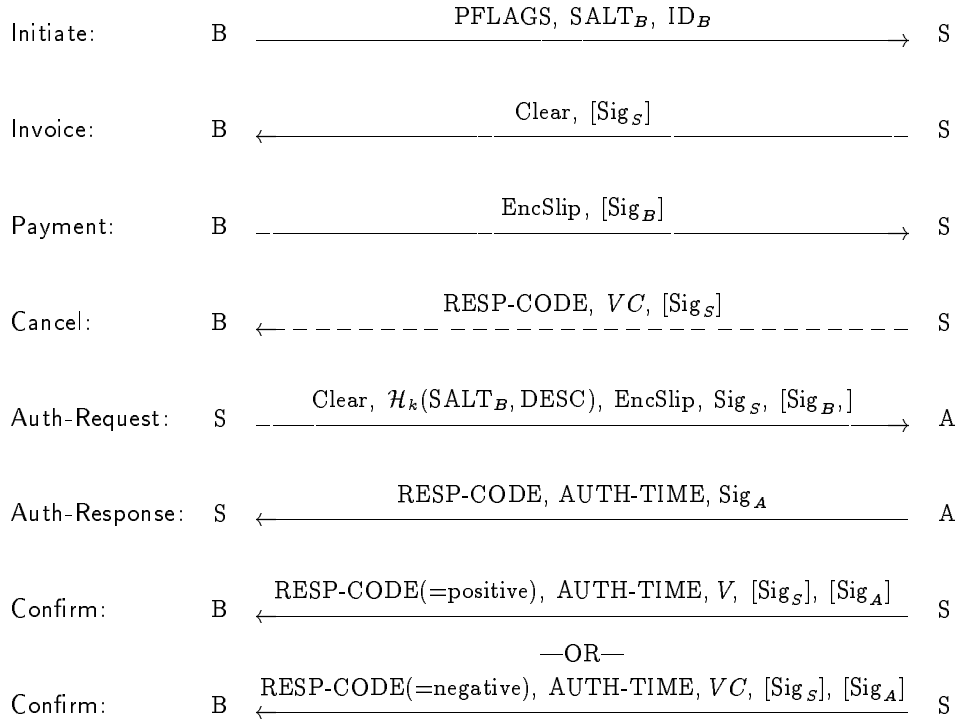 PFLAGS, SALT_B, ID_B
Initiate: B S
Clear, [Sig_S]
Invoice: B S
EncSlip, [Sig_B]
Payment: B S
RESP-CODE, VC, [Sig_S]
Cancel: B S
Clear, ℋ_k(SALT_B, DESC), EncSlip, Sig_S, [Sig_B,]
Auth-Request: S A
RESP-CODE, AUTH-TIME, Sig_A
Auth-Response: S A
RESP-CODE(=positive), AUTH-TIME, V, [Sig_S], [Sig_A]
Confirm: B S
—OR—
RESP-CODE(=negative), AUTH-TIME, VC, [Sig_S], [Sig_A]
Confirm: B S